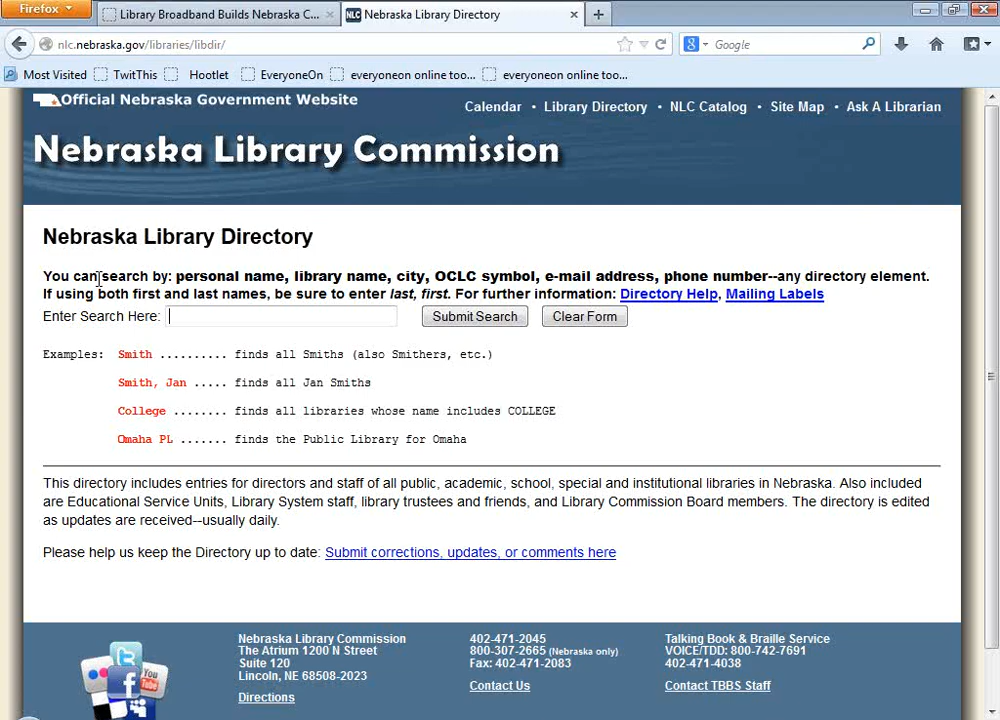 Firefox
Library Broadband Builds Nebraska C...
NLC Nebraska Library Directory
nlc.nebraska.gov/libraries/libdir/
Google
Most Visited TwitThis Hootlet EveryoneOn everyoneon online too... everyoneon online too...
Official Nebraska Government Website
Calendar • Library Directory • NLC Catalog • Site Map • Ask A Librarian
Nebraska Library Commission
Nebraska Library Directory
You can search by: personal name, library name, city, OCLC symbol, e-mail address, phone number--any directory element.
If using both first and last names, be sure to enter last, first. For further information: Directory Help, Mailing Labels
Enter Search Here: Submit Search Clear Form
Examples: Smith .......... finds all Smiths (also Smithers, etc.)
Smith, Jan ..... finds all Jan Smiths
College ........ finds all libraries whose name includes COLLEGE
Omaha PL ....... finds the Public Library for Omaha
This directory includes entries for directors and staff of all public, academic, school, special and institutional libraries in Nebraska. Also included
are Educational Service Units, Library System staff, library trustees and friends, and Library Commission Board members. The directory is edited
as updates are received--usually daily.
Please help us keep the Directory up to date: Submit corrections, updates, or comments here
Nebraska Library Commission
The Atrium 1200 N Street
Suite 120
Lincoln, NE 68508-2023
Directions
402-471-2045
800-307-2665 (Nebraska only)
Fax: 402-471-2083
Contact Us
Talking Book & Braille Service
VOICE/TDD: 800-742-7691
402-471-4038
Contact TBBS Staff
You Tube